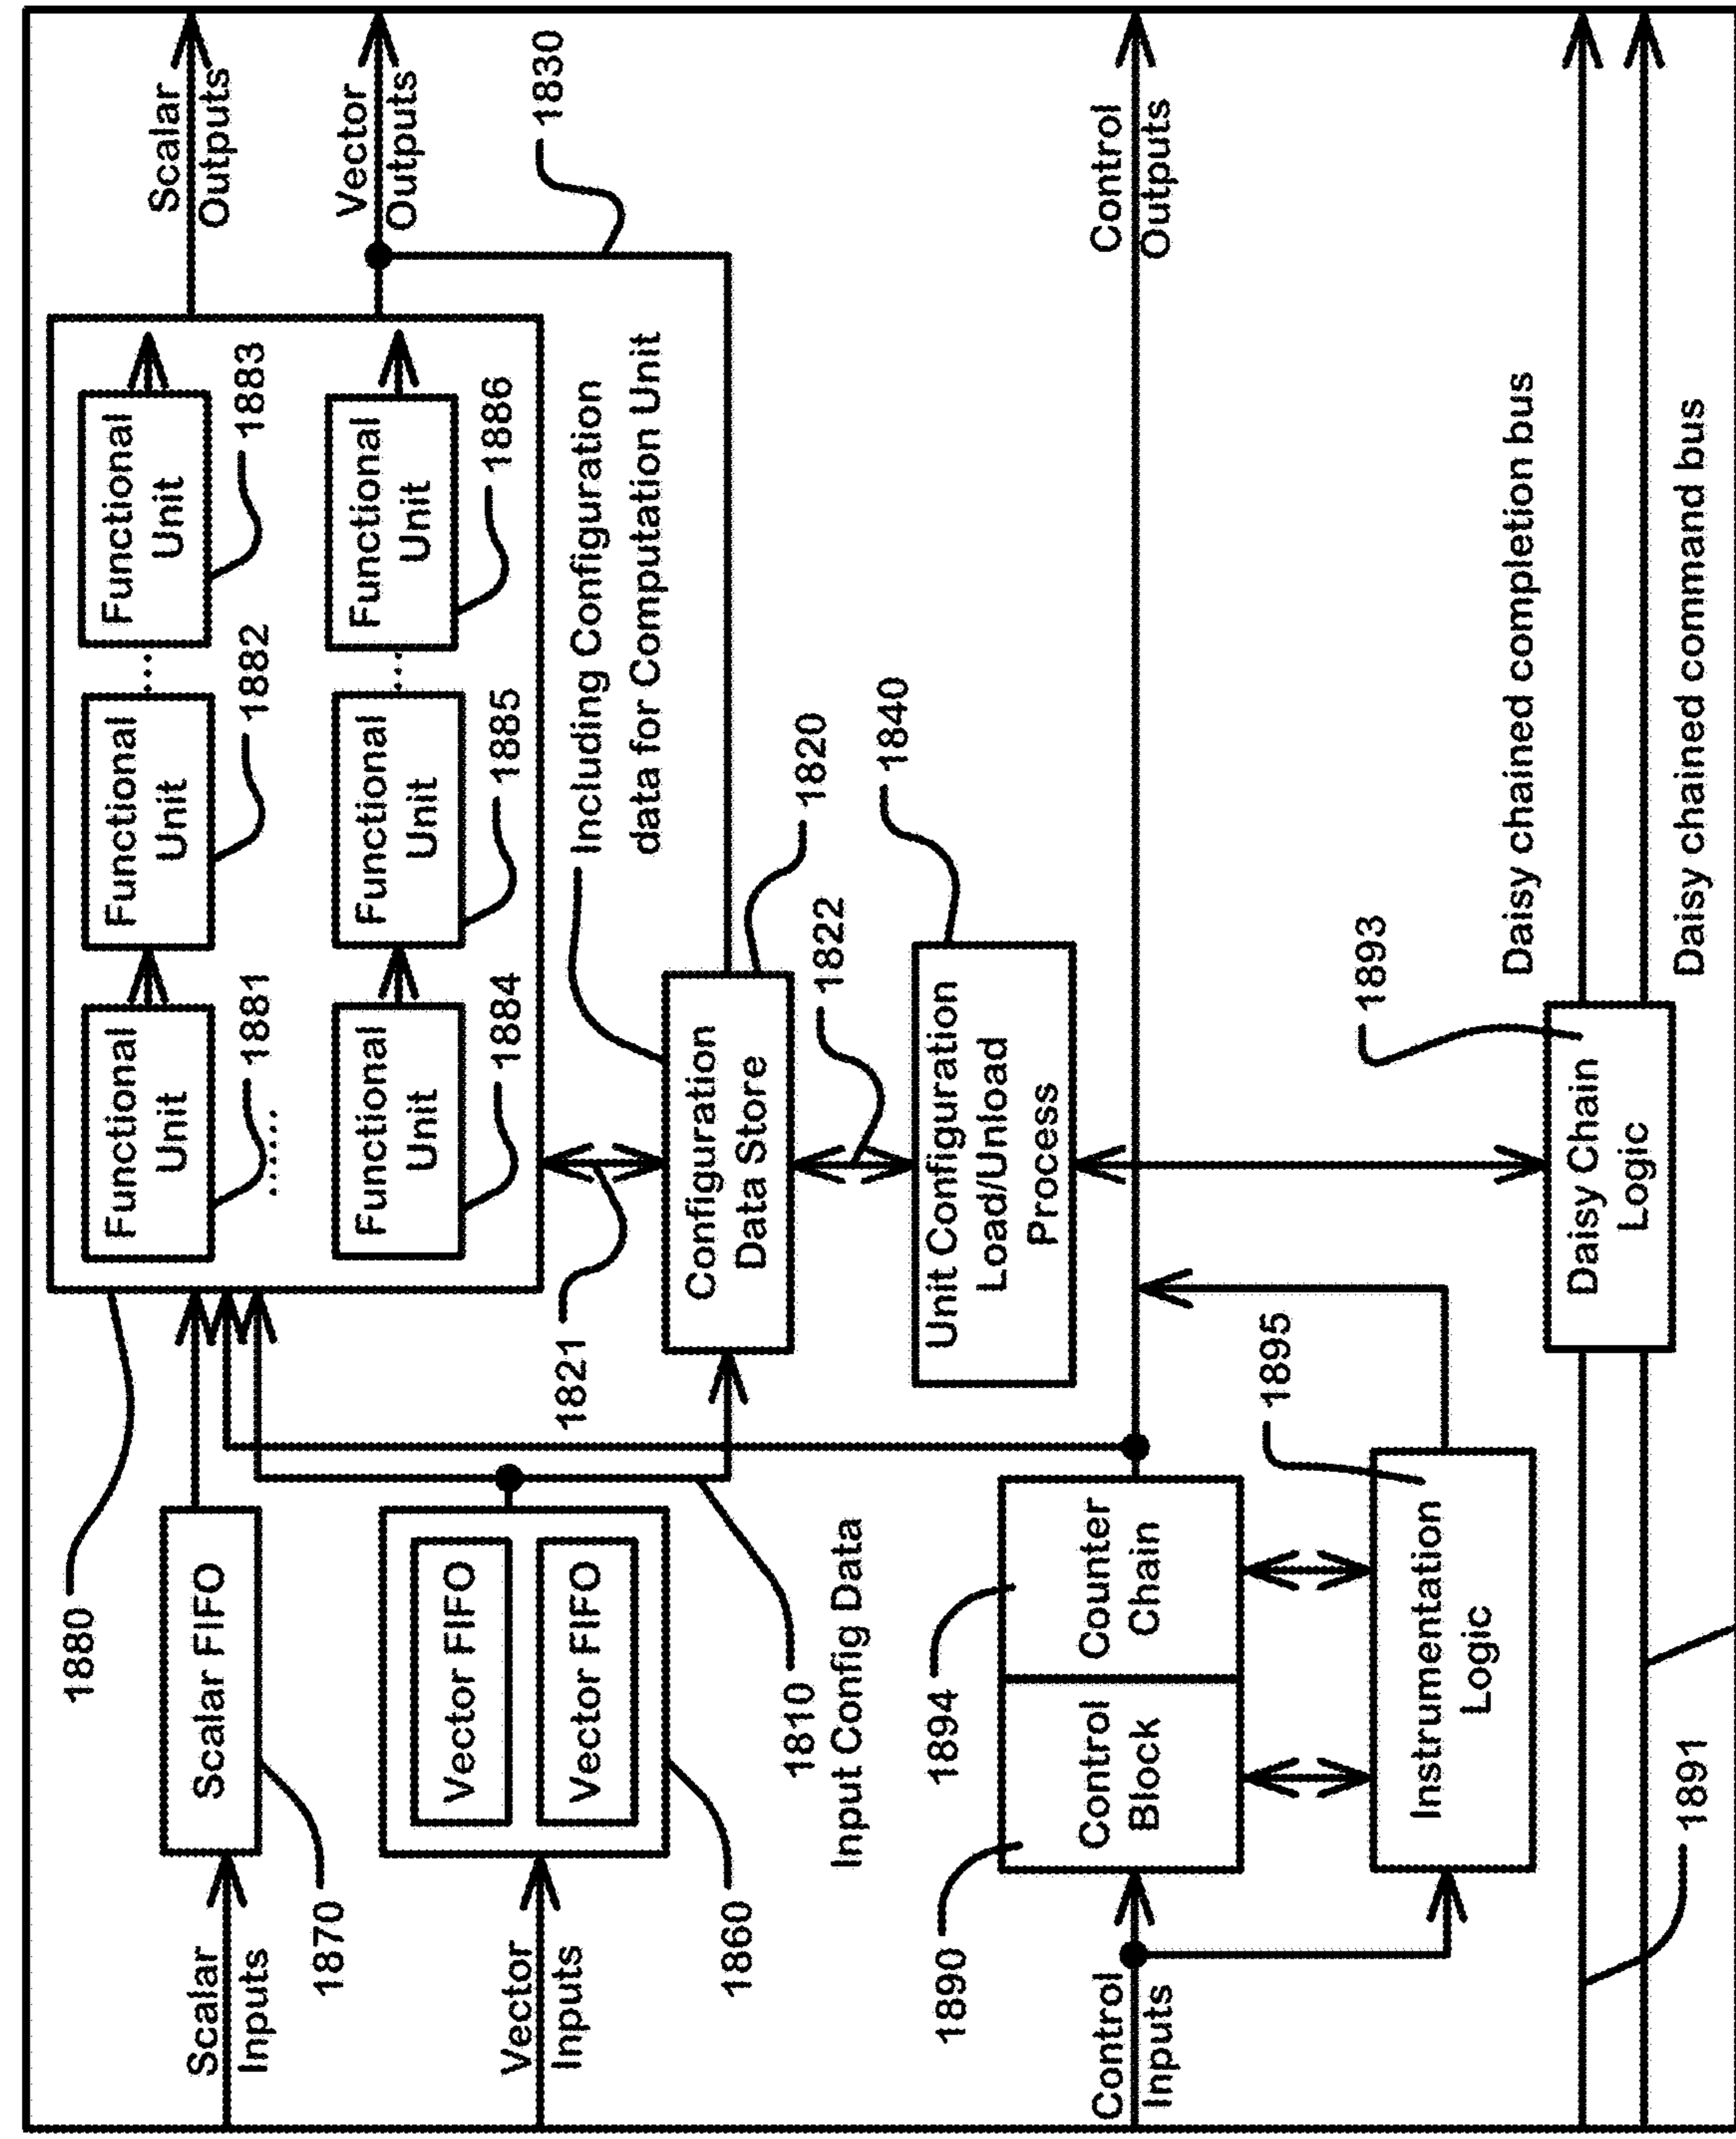 1880
Scalar
Inputs
Scalar FIFO
1870
Functional
Unit
1881
.......
Functional
Unit
1882
...
Functional
Unit
1883
Scalar
Outputs
Functional
Unit
1884
Functional
Unit
1885
...
Functional
Unit
1886
Vector
Outputs
Vector
Inputs
Vector FIFO
Vector FIFO
1860
1821
Including Configuration
data for Computation Unit
1830
Configuration
Data Store
1820
1810
Input Config Data
1822
1840
Unit Configuration
Load/Unload
Process
1890
1894
Control
Inputs
Control
Block
Counter
Chain
Control
Outputs
1895
Instrumentation
Logic
1893
Daisy chained completion bus
Daisy Chain
Logic
1891
Daisy chained command bus